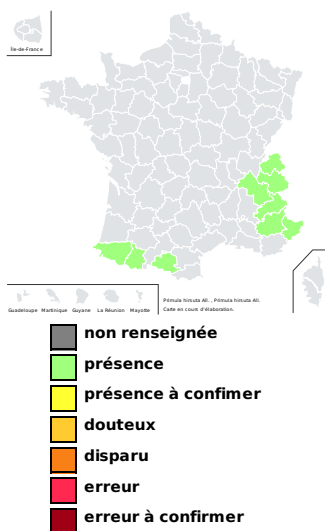 Île-de-France
Guadeloupe Martinique Guyane La Réunion Mayotte
Primula hirsuta All. , Primula hirsuta All.
Carte en cours d'élaboration.
non renseignée
présence
présence à confimer
douteux
disparu
erreur
erreur à confirmer